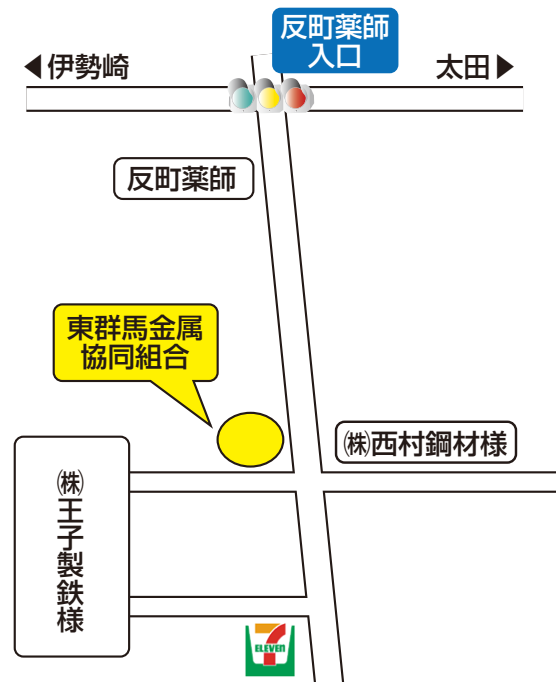 反町薬師
入口
◀伊勢崎
太田▶
反町薬師
東群馬金属
協同組合
㈱西村鋼材様
㈱王子製鉄様
7
ELEVEn